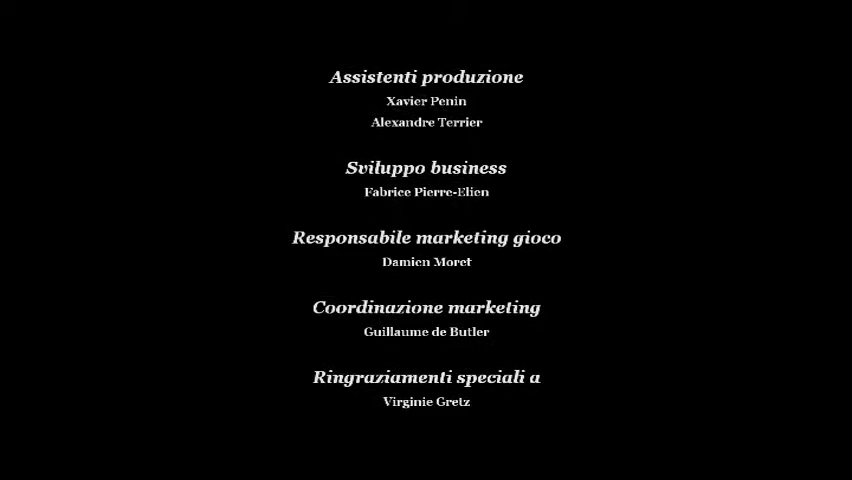 Assistenti produzione
Xavier Penin
Alexandre Terrier
Sviluppo business
Fabrice Pierre-Elien
Responsabile marketing gioco
Damien Moret
Coordinazione marketing
Guillaume de Butler
Ringraziamenti speciali a
Virginie Gretz